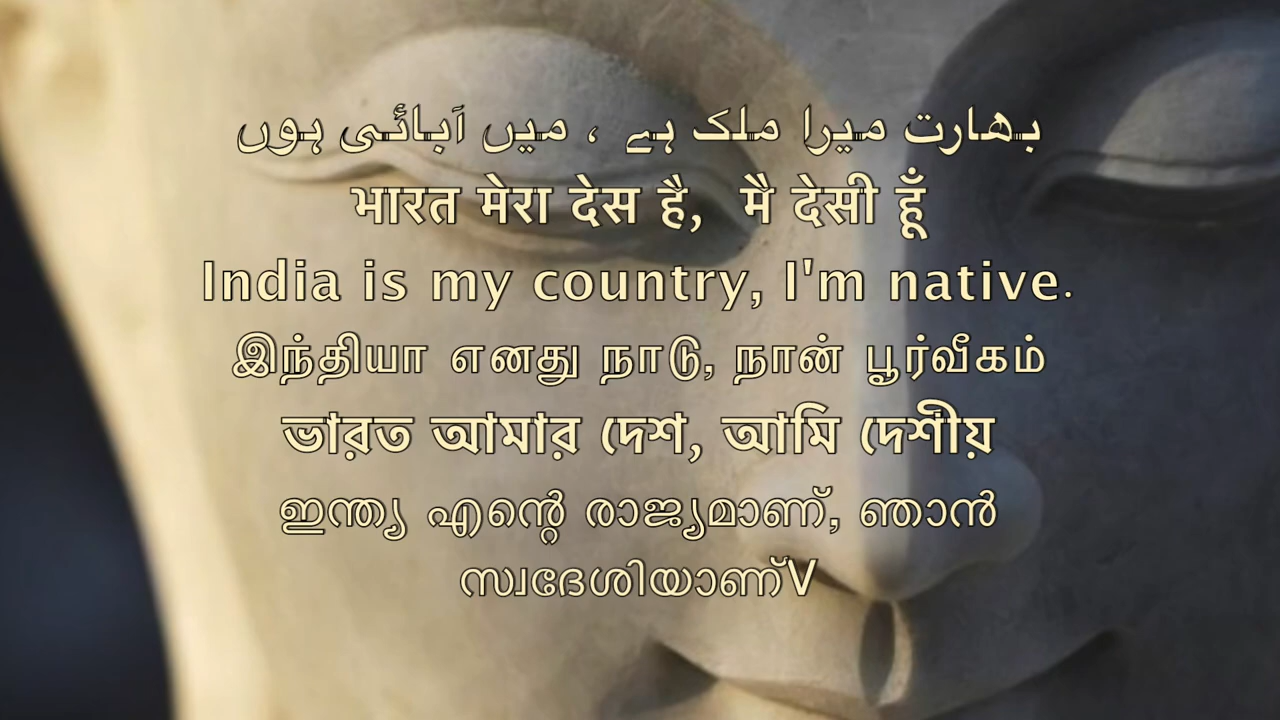 بھارت میرا ملک ہے ، میں آبائی ہوں
भारत मेरा देस है, मै देसी हूँ
India is my country, I'm native.
இந்தியா எனது நாடு, நான் பூர்வீகம்
ভারত আমার দেশ, আমি দেশীয়
ഇന്ത്യ എന്റെ രാജ്യമാണ്, ഞാൻ
സ്വദേശിയാണ്V